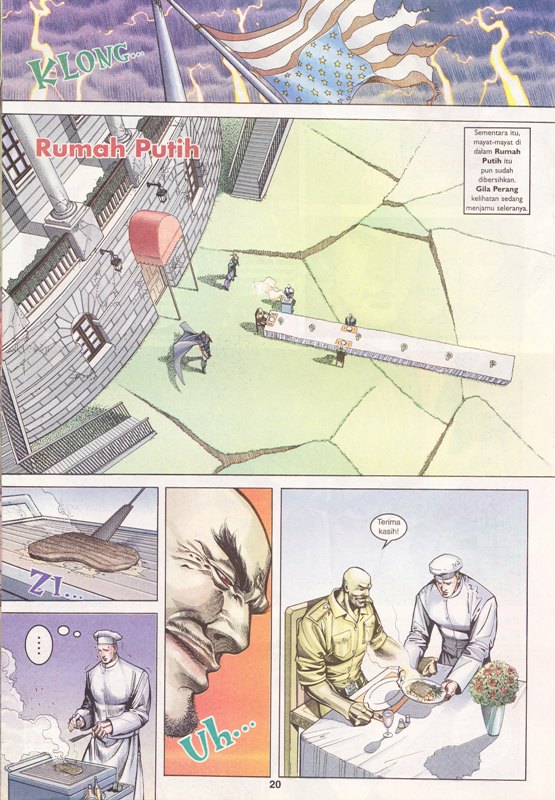 KLONG...
Rumah Putih
Sementara itu,
mayat-mayat di
dalam Rumah
Putih itu
pun sudah
dibersihkan.
Gila Perang
kelihatan sedang
menjamu seleranya.
ZI...
....
Uh...
Terima
kasih!
20